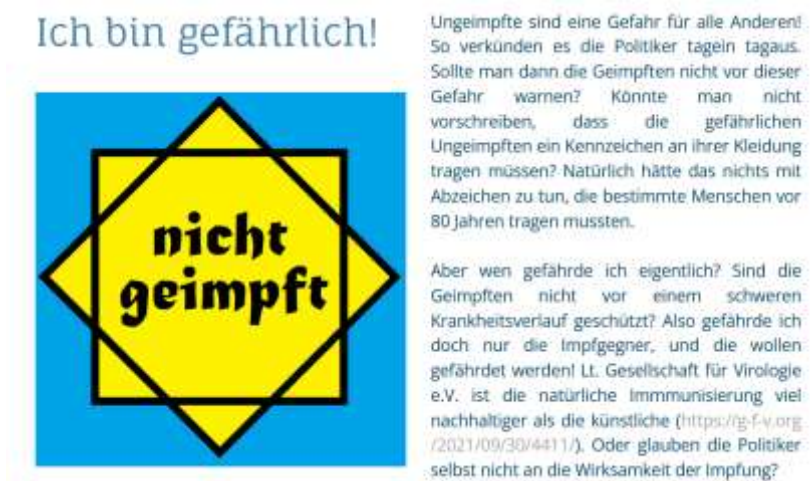 Ich bin gefährlich!
nicht
geimpft
Ungeimpfte sind eine Gefahr für alle Anderen!
So verkünden es die Politiker tagein tagaus.
Sollte man dann die Geimpften nicht vor dieser
Gefahr warnen? Könnte man nicht
vorschreiben, dass die gefährlichen
Ungeimpften ein Kennzeichen an ihrer Kleidung
tragen müssen? Natürlich hätte das nichts mit
Abzeichen zu tun, die bestimmte Menschen vor
80 Jahren tragen mussten.
Aber wen gefährde ich eigentlich? Sind die
Geimpften nicht vor einem schweren
Krankheitsverlauf geschützt? Also gefährde ich
doch nur die Impfgegner, und die wollen
gefährdet werden! Lt. Gesellschaft für Virologie
e.V. ist die natürliche Immmunisierung viel
nachhaltiger als die künstliche (https://g-f-v.org
/2021/09/30/4411/). Oder glauben die Politiker
selbst nicht an die Wirksamkeit der Impfung?